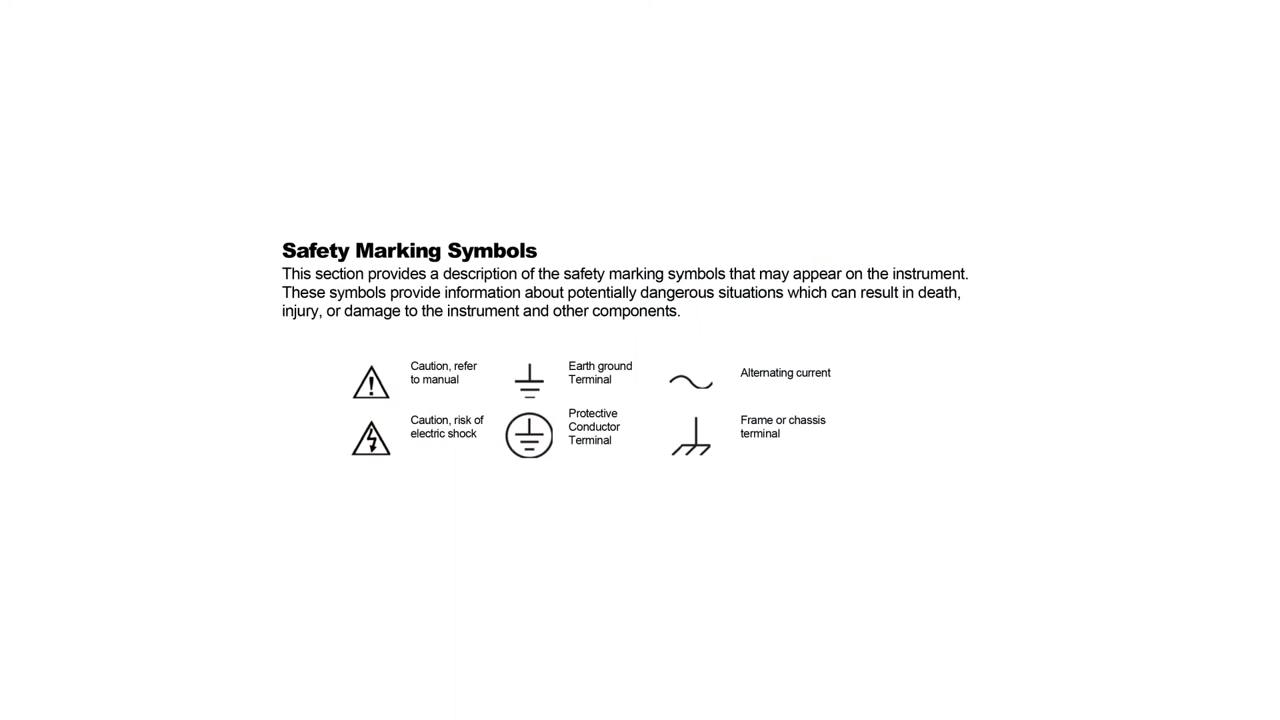 Safety Marking Symbols
This section provides a description of the safety marking symbols that may appear on the instrument.
These symbols provide information about potentially dangerous situations which can result in death,
injury, or damage to the instrument and other components.
Caution, refer
to manual
Earth ground
Terminal
Alternating current
Caution, risk of
electric shock
Protective
Conductor
Terminal
Frame or chassis
terminal